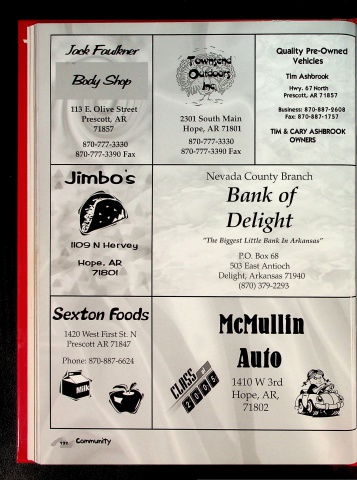 Jack Faulkner
Body Shop
113 E. Olive Street
Prescott, AR
71857
870-777-3330
870-777-3390 Fax
Townsend
Outdoors
Inc.
2301 South Main
Hope, AR 71801
870-777-3330
870-777-3390 Fax
Quality Pre-Owned
Vehicles
Tim Ashbrook
Hwy. 67 North
Prescott, AR 71857
Business: 870-887-2608
Fax: 870-887-1757
TIM & CARY ASHBROOK
OWNERS
Jimbo's
1109 N Hervey
Hope, AR
71801
Nevada County Branch
Bank of
Delight
"The Biggest Little Bank In Arkansas"
P.O. Box 68
503 East Antioch
Delight, Arkansas 71940
(870) 379-2293
Sexton Foods
1420 West First St. N
Prescott AR 71847
Phone: 870-887-6624
Milk
McMullin
Auto
CLASS of
2005
1410 W 3rd
Hope, AR,
71802
Community